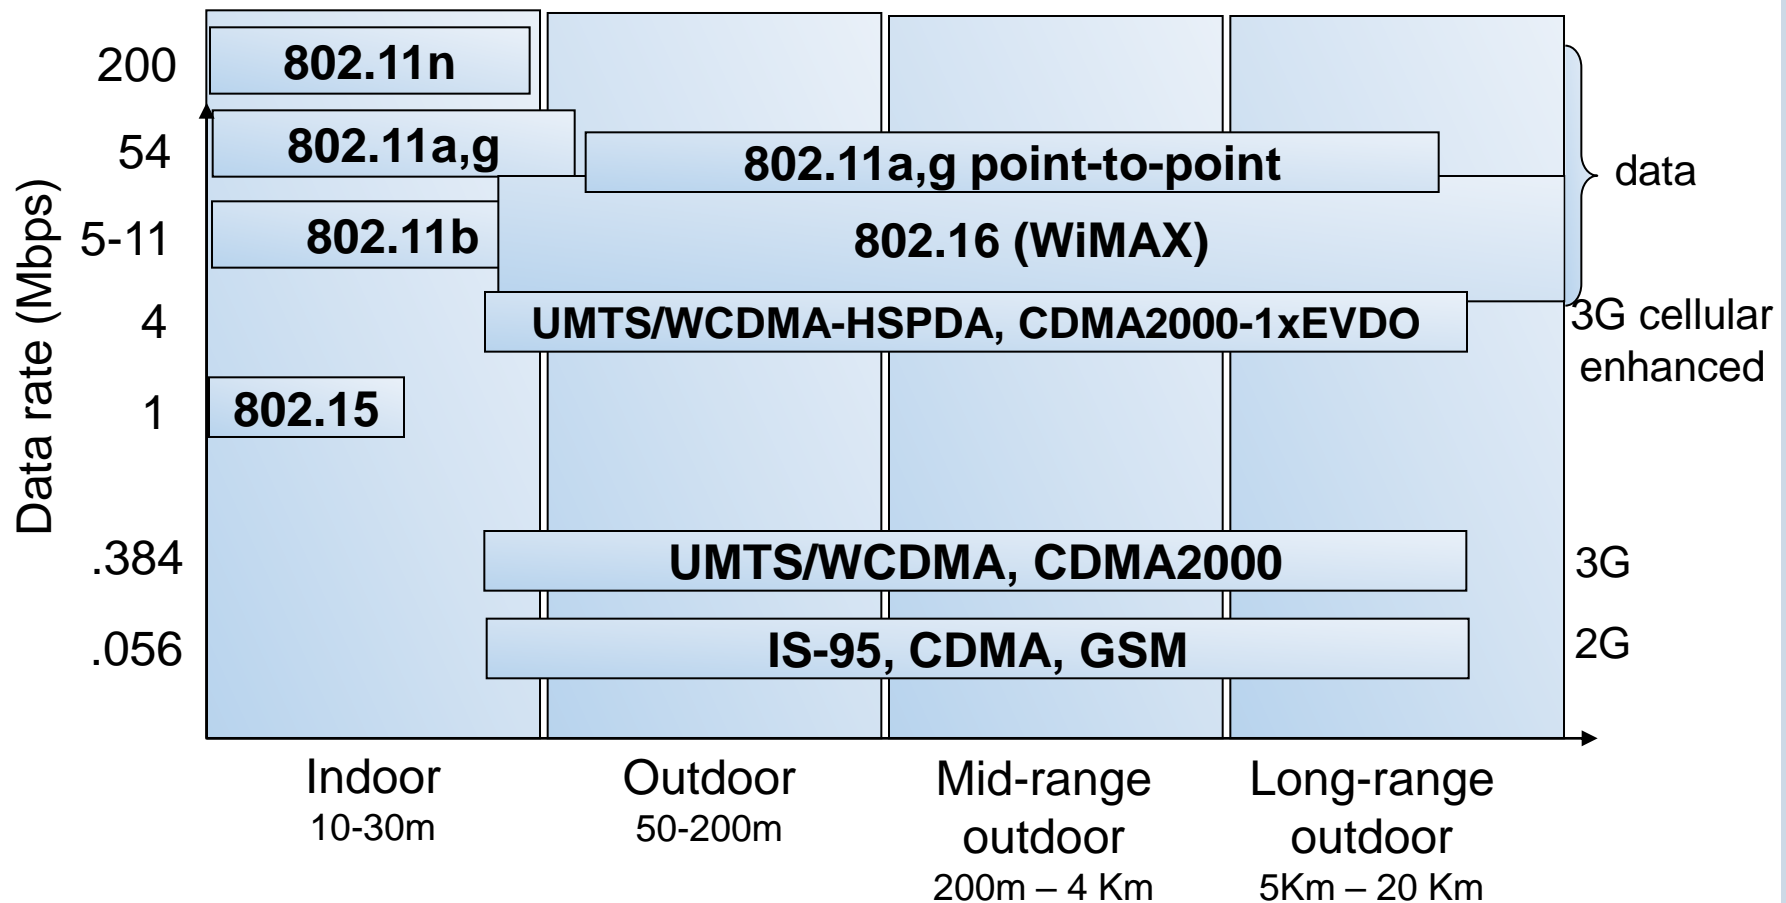 200
802.11n
54
802.11a,g
802.11a,g point-to-point
data
5-11
802.11b
802.16 (WiMAX)
4
UMTS/WCDMA-HSPDA, CDMA2000-1xEVDO
3G cellular
enhanced
1
802.15
.384
UMTS/WCDMA, CDMA2000
3G
.056
IS-95, CDMA, GSM
2G
Data rate (Mbps)
Indoor
10-30m
Outdoor
50-200m
Mid-range
outdoor
200m – 4 Km
Long-range
outdoor
5Km – 20 Km